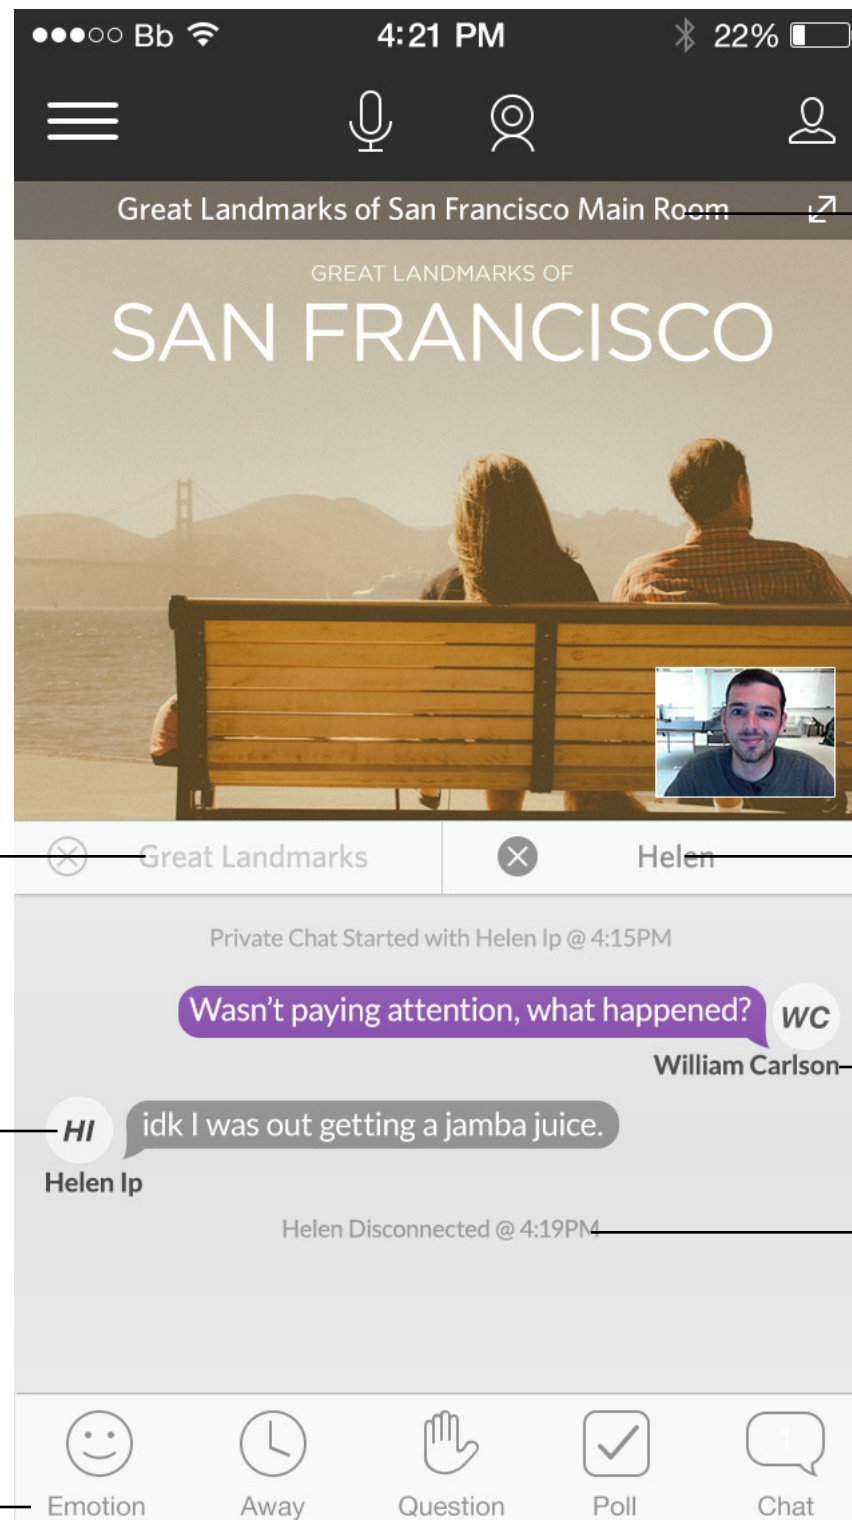 Bb 4:21 PM 22%
Great Landmarks of San Francisco Main Room
GREAT LANDMARKS OF
SAN FRANCISCO
Great Landmarks Helen
Private Chat Started with Helen Ip @ 4:15PM
Wasn't paying attention, what happened? WC
William Carlson
HI idk I was out getting a jamba juice.
Helen Ip
Helen Disconnected @ 4:19PM
1
Emotion Away Question Poll Chat